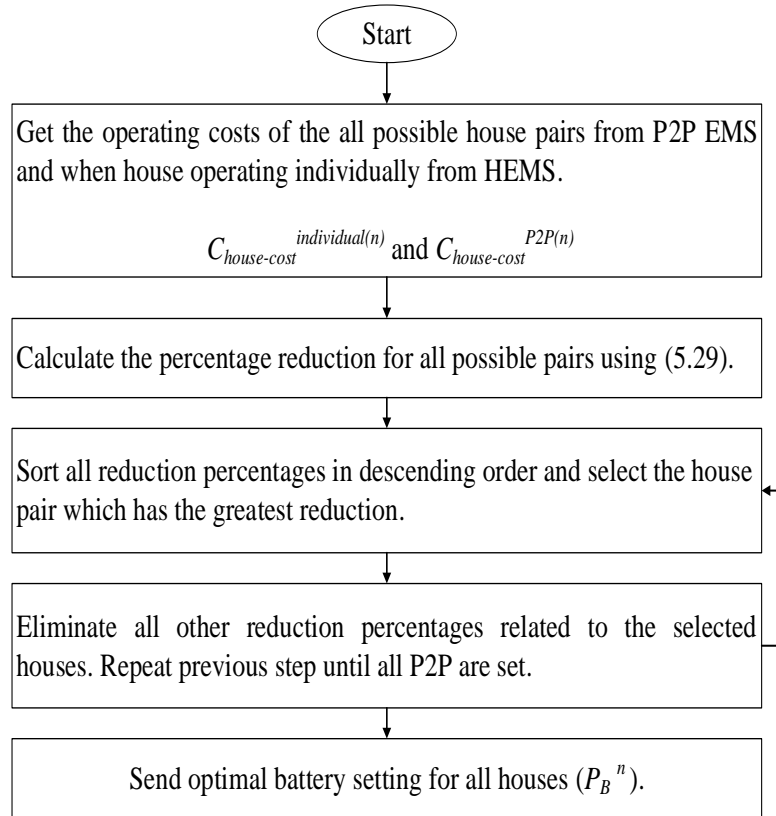 Start
Get the operating costs of the all possible house pairs from P2P EMS
and when house operating individually from HEMS.
C_house-cost^individual(n) and C_house-cost^P2P(n)
Calculate the percentage reduction for all possible pairs using (5.29).
Sort all reduction percentages in descending order and select the house
pair which has the greatest reduction.
Eliminate all other reduction percentages related to the selected
houses. Repeat previous step until all P2P are set.
Send optimal battery setting for all houses (P_B^n).